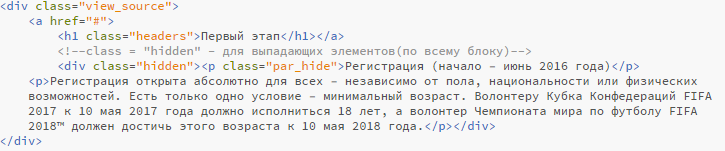 <div class="view_source">
<a href="#">
<h1 class="headers">Первый этап</h1></a>
<!--class = "hidden" - для выпадающих элементов(по всему блоку)-->
<div class="hidden"><p class="par_hide">Регистрация (начало – июнь 2016 года)</p>
<p>Регистрация открыта абсолютно для всех – независимо от пола, национальности или физических
возможностей. Есть только одно условие – минимальный возраст. Волонтеру Кубка Конфедераций FIFA
2017 к 10 мая 2017 года должно исполниться 18 лет, а волонтер Чемпионата мира по футболу FIFA
2018™ должен достичь этого возраста к 10 мая 2018 года.</p></div>
</div>